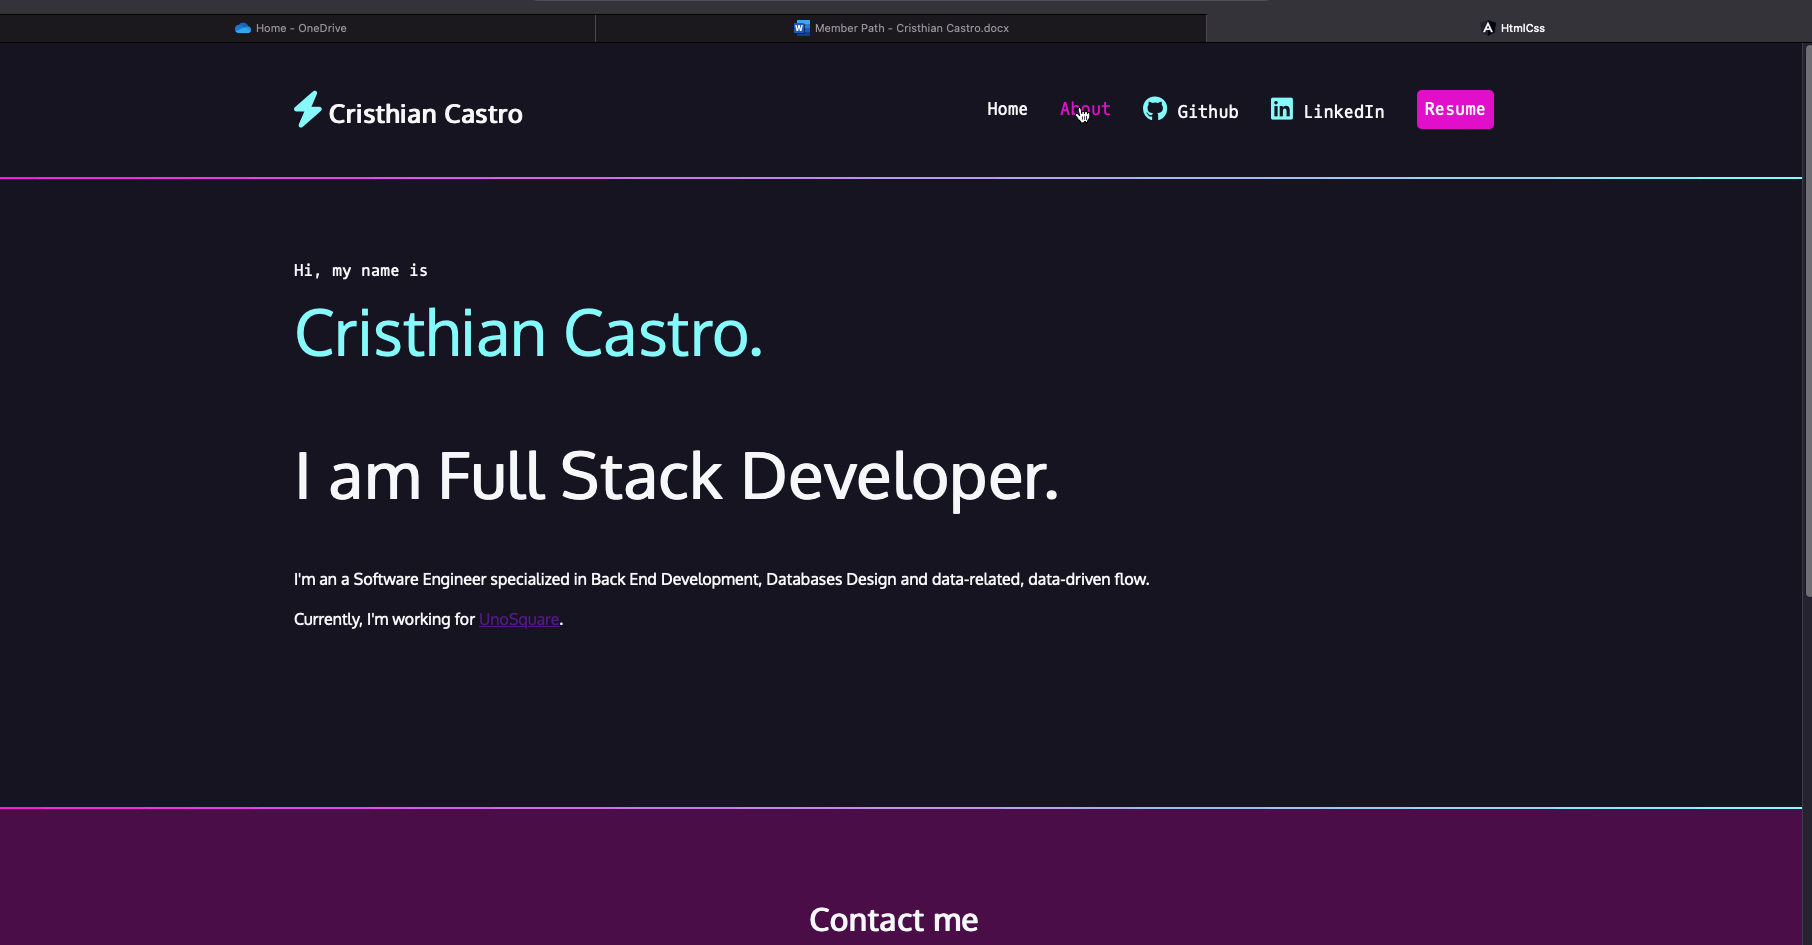 Home - OneDrive
Member Path - Cristhian Castro.docx
HtmlCss
Cristhian Castro
Home
About
Github
LinkedIn
Resume
Hi, my name is
Cristhian Castro.
I am Full Stack Developer.
I'm an a Software Engineer specialized in Back End Development, Databases Design and data-related, data-driven flow.
Currently, I'm working for UnoSquare.
Contact me